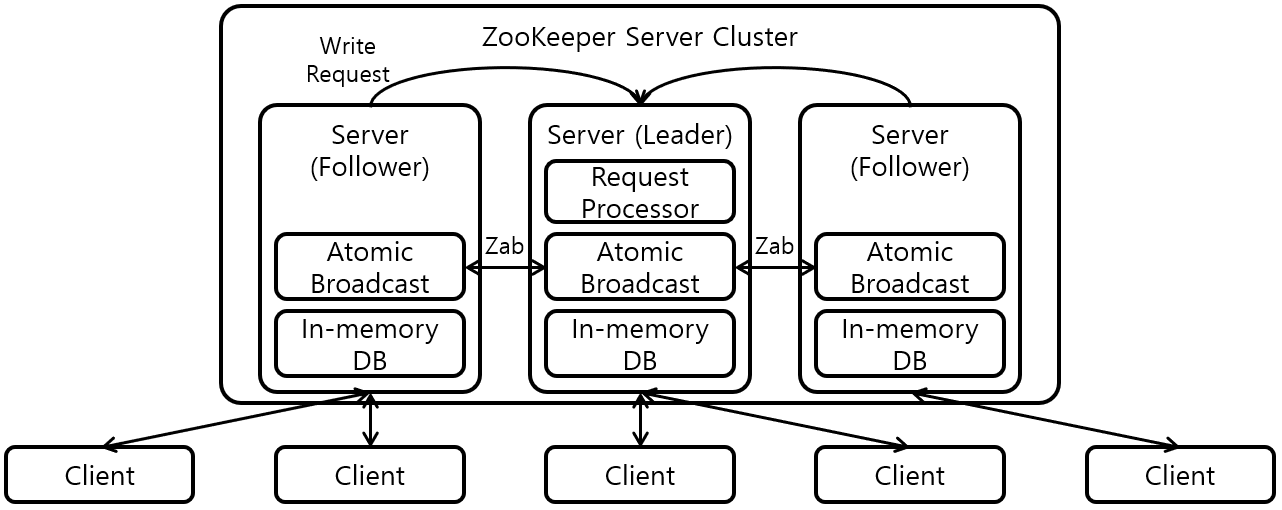 ZooKeeper Server Cluster
Write
Request
Server
(Follower)
Server (Leader)
Server
(Follower)
Request
Processor
Atomic
Broadcast
Zab
Atomic
Broadcast
Zab
Atomic
Broadcast
In-memory
DB
In-memory
DB
In-memory
DB
Client
Client
Client
Client
Client